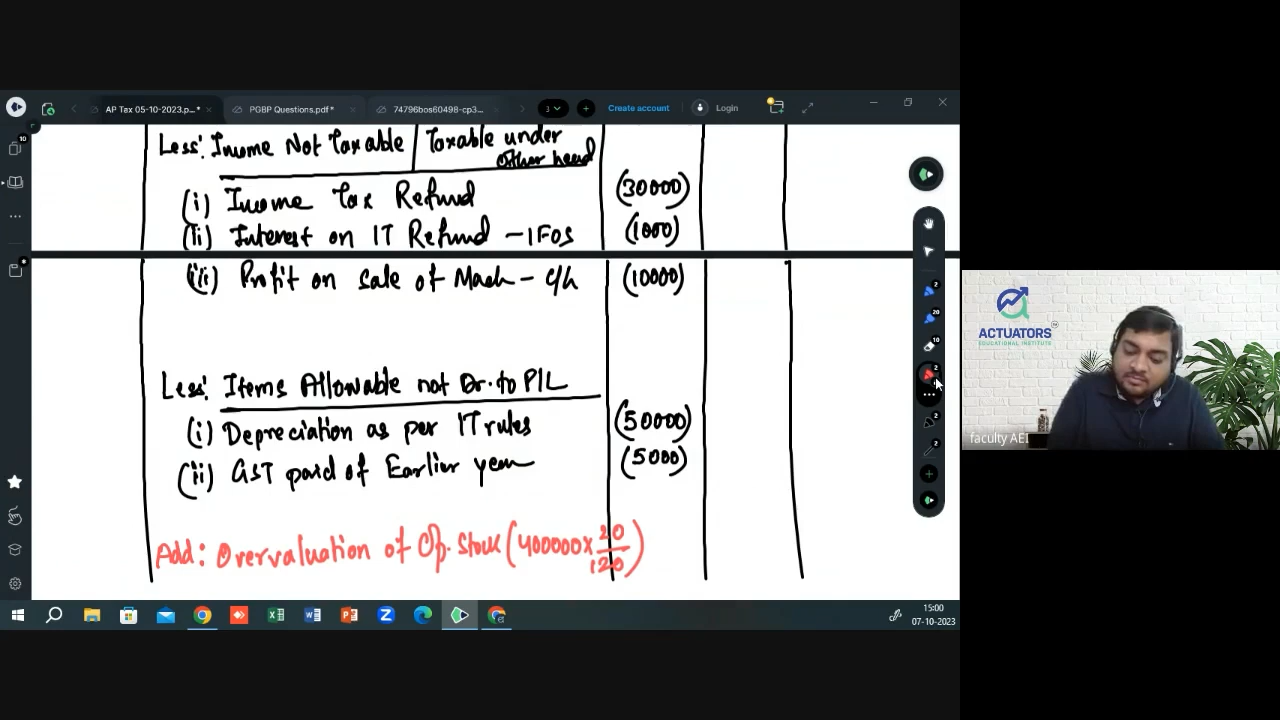 AP Tax 05-10-2023.p...*
PGBP Questions.pdf*
74796bos60498-cp3...
3
Create account
Login
Less: Income Not Taxable | Taxable under
Other head
(i) Income Tax Refund (30000)
(ii) Interest on IT Refund - IFOS (1000)
(iii) Profit on sale of Mach - C/G (10000)
Less: Items Allowable not Dr. to P/L
(i) Depreciation as per IT rules (50000)
(ii) GST paid of Earlier year (5000)
Add: Overvaluation of Op. Stock (400000 x 20/120)
ACTUATORS
EDUCATIONAL INSTITUTE
faculty AEI
15:00
07-10-2023